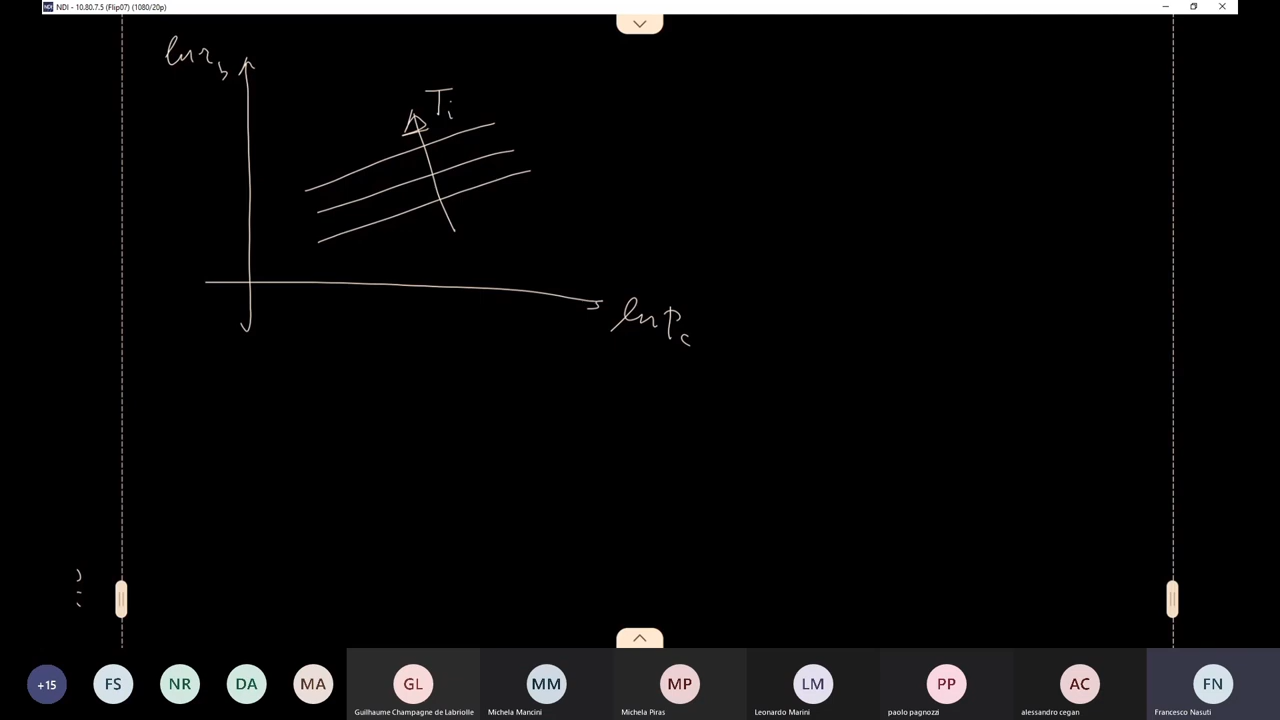 NDI - 10.80.7.5 (Flip07) (1080/20p)
ln r_b
T_i
ln p_c
+15
FS
NR
DA
MA
GL
MM
MP
LM
PP
AC
FN
Guilhaume Champagne de Labriolle
Michela Mancini
Michela Piras
Leonardo Marini
paolo pagnozzi
alessandro cegan
Francesco Nasuti